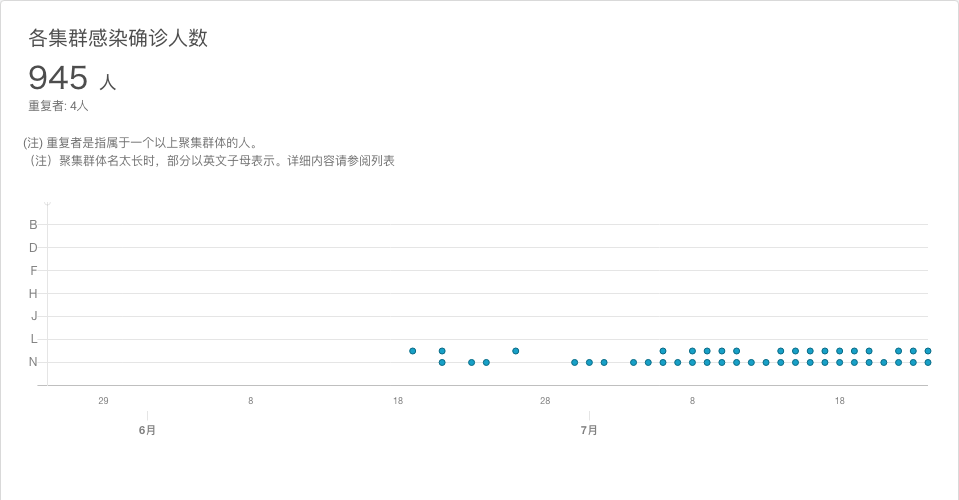 各集群感染确诊人数
945 人
重复者: 4人
(注) 重复者是指属于一个以上聚集群体的人。
（注）聚集群体名太长时，部分以英文子母表示。详细内容请参阅列表
B
D
F
H
J
L
N
29 8 18 28 8 18
6月 7月